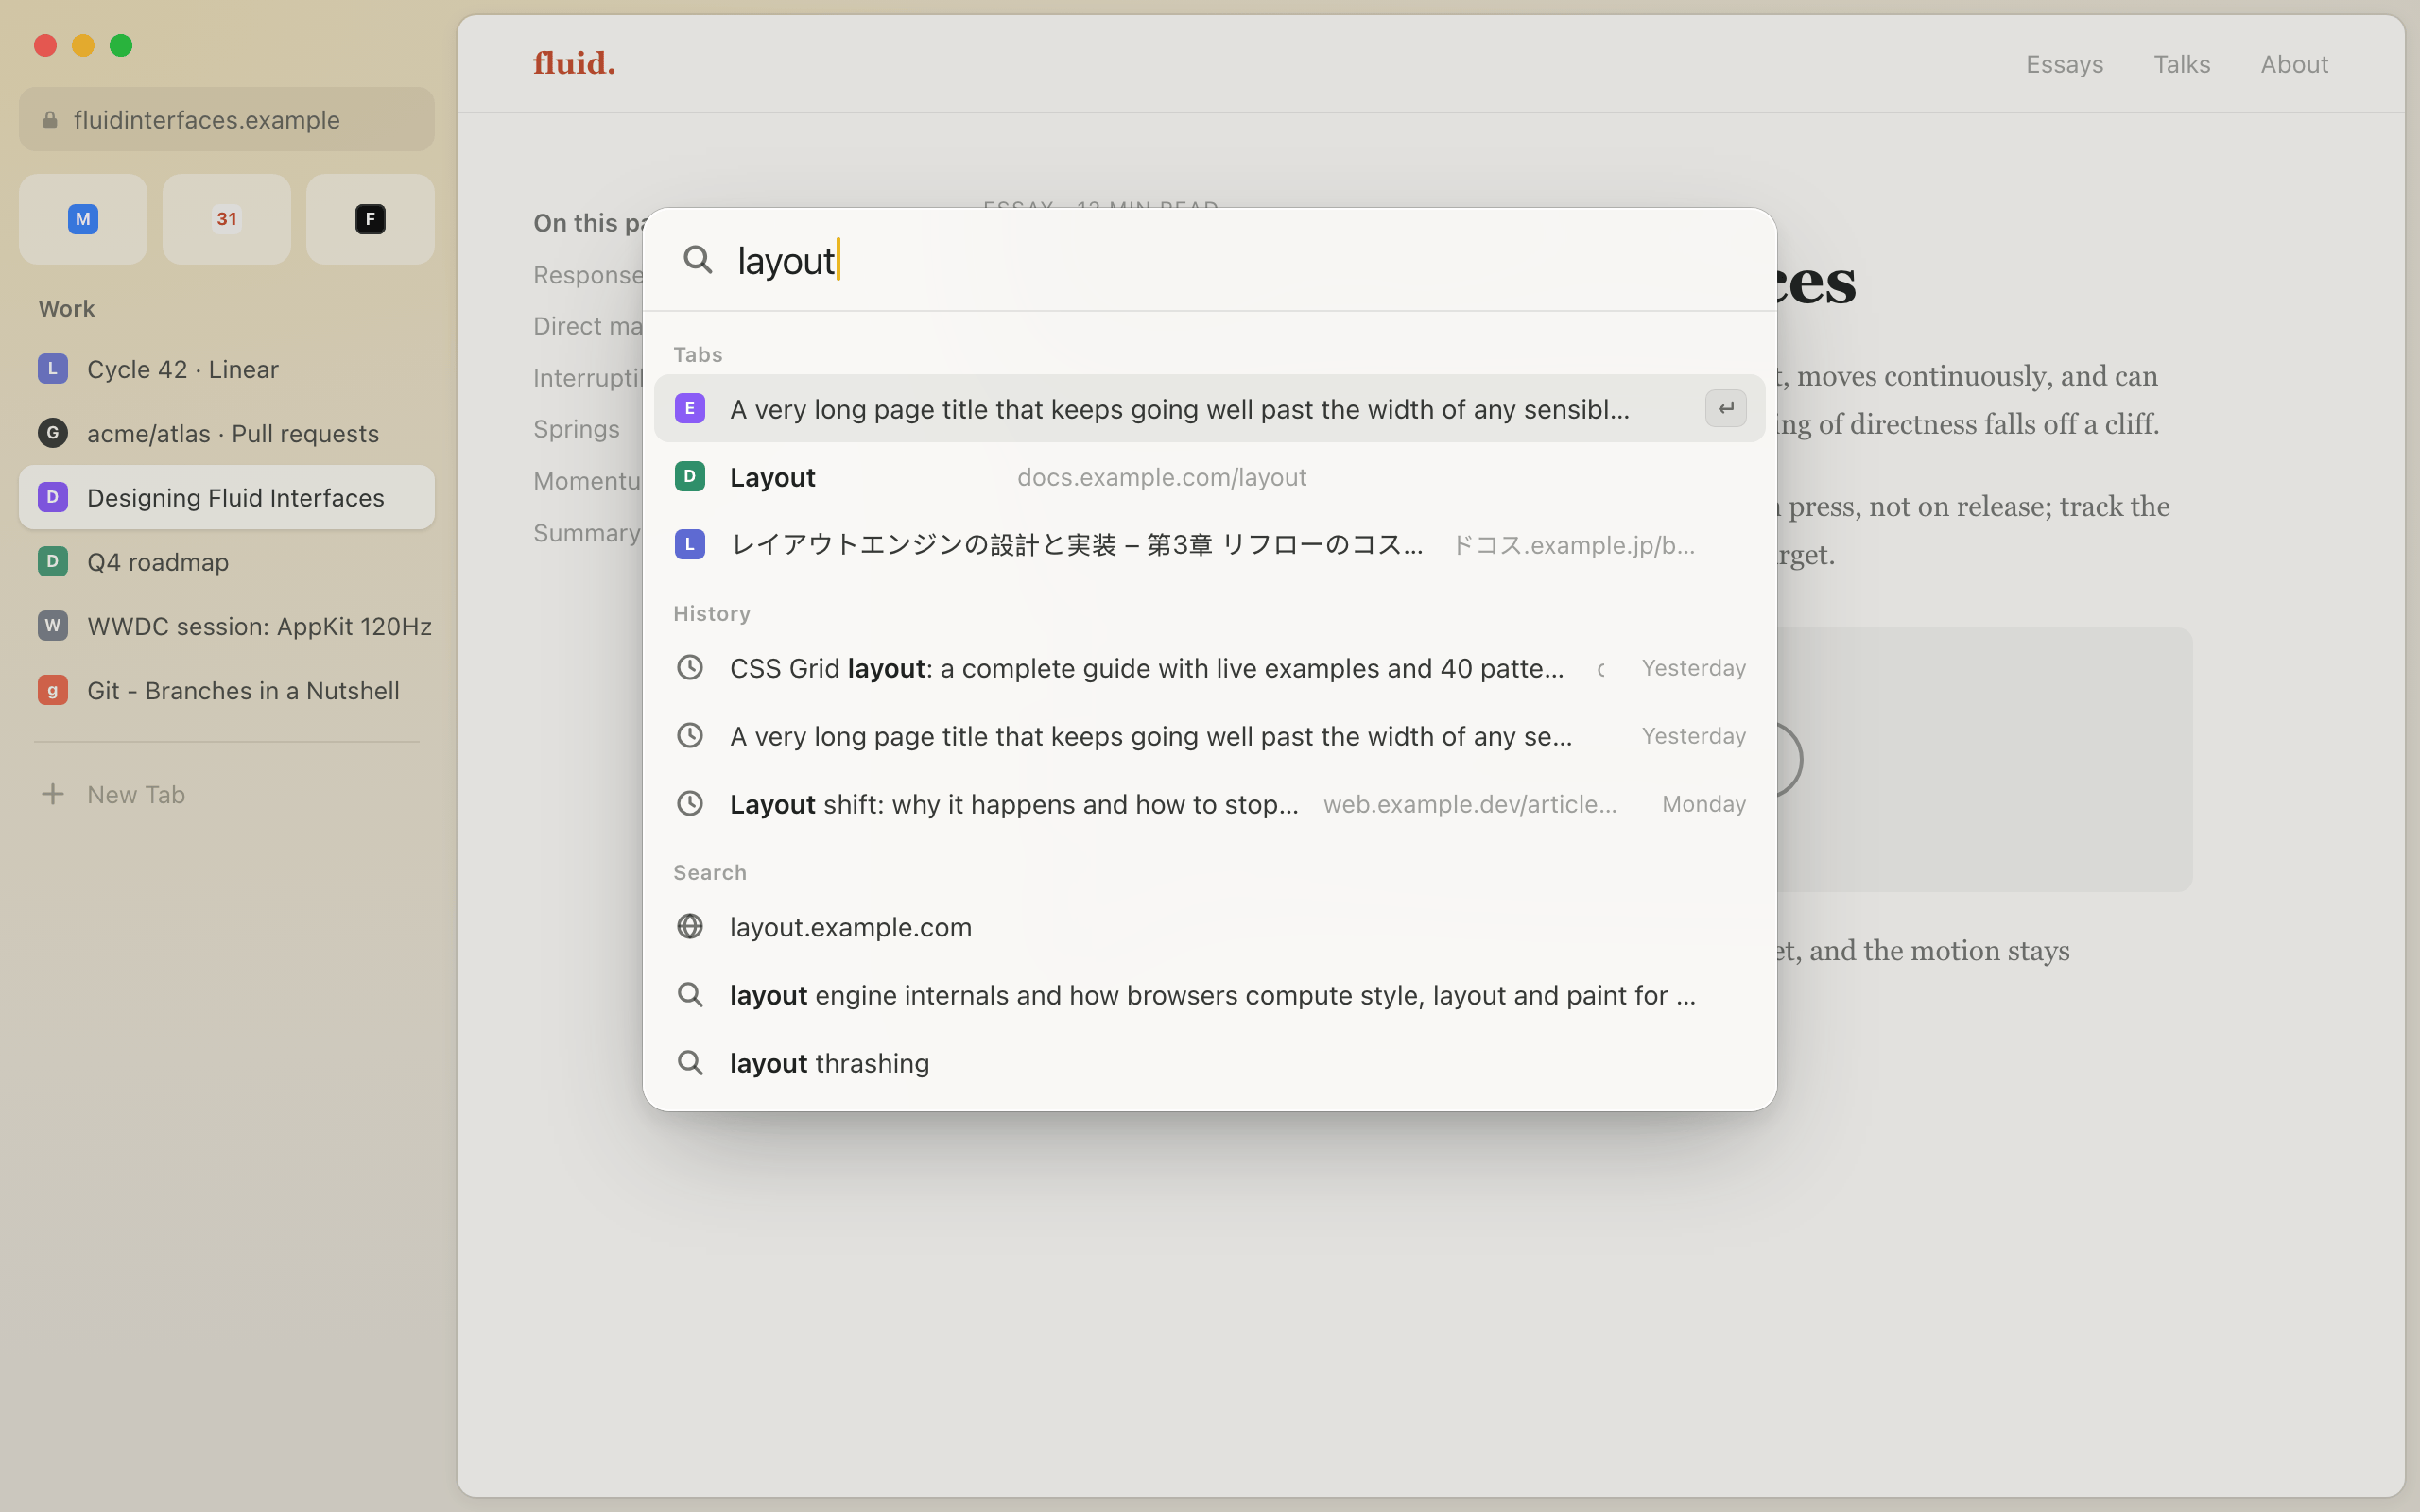 fluidinterfaces.example
M
31
F
Work
L Cycle 42 · Linear
G acme/atlas · Pull requests
D Designing Fluid Interfaces
D Q4 roadmap
W WWDC session: AppKit 120Hz
g Git - Branches in a Nutshell
New Tab
fluid.
Essays Talks About
On this pa
Response
Direct ma
Interruptil
Springs
Momentu
Summary
ESSAY · 12 MIN READ
ces
t, moves continuously, and can
ing of directness falls off a cliff.
press, not on release; track the
rget.
et, and the motion stays
layout
Tabs
E A very long page title that keeps going well past the width of any sensibl…
D Layout docs.example.com/layout
L レイアウトエンジンの設計と実装 – 第3章 リフローのコス… ドコス.example.jp/b…
History
CSS Grid layout: a complete guide with live examples and 40 patte… Yesterday
A very long page title that keeps going well past the width of any se… Yesterday
Layout shift: why it happens and how to stop… web.example.dev/article… Monday
Search
layout.example.com
layout engine internals and how browsers compute style, layout and paint for …
layout thrashing